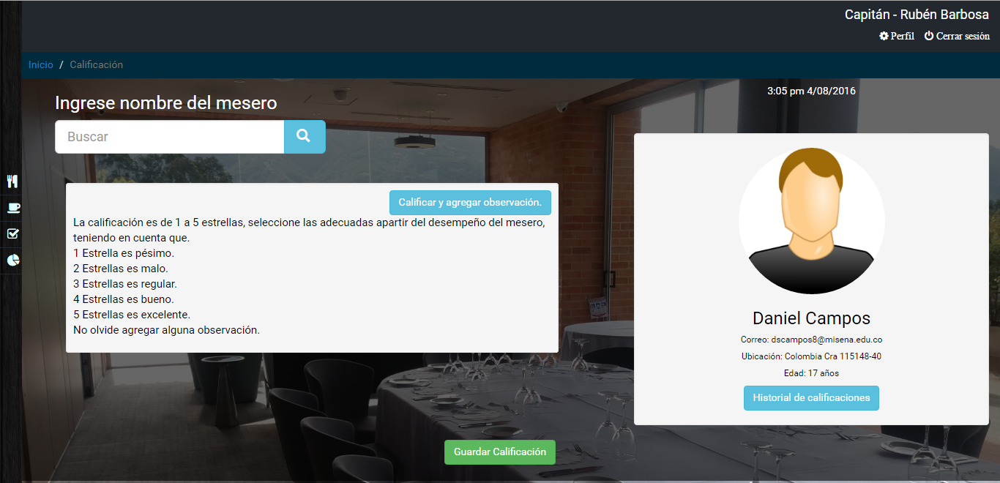 Capitán - Rubén Barbosa
Perfil Cerrar sesión
Inicio / Calificación
3:05 pm 4/08/2016
Ingrese nombre del mesero
Buscar
Calificar y agregar observación.
La calificación es de 1 a 5 estrellas, seleccione las adecuadas apartir del desempeño del mesero,
teniendo en cuenta que.
1 Estrella es pésimo.
2 Estrellas es malo.
3 Estrellas es regular.
4 Estrellas es bueno.
5 Estrellas es excelente.
No olvide agregar alguna observación.
Daniel Campos
Correo: dscampos8@misena.edu.co
Ubicación: Colombia Cra 115148-40
Edad: 17 años
Historial de calificaciones
Guardar Calificación